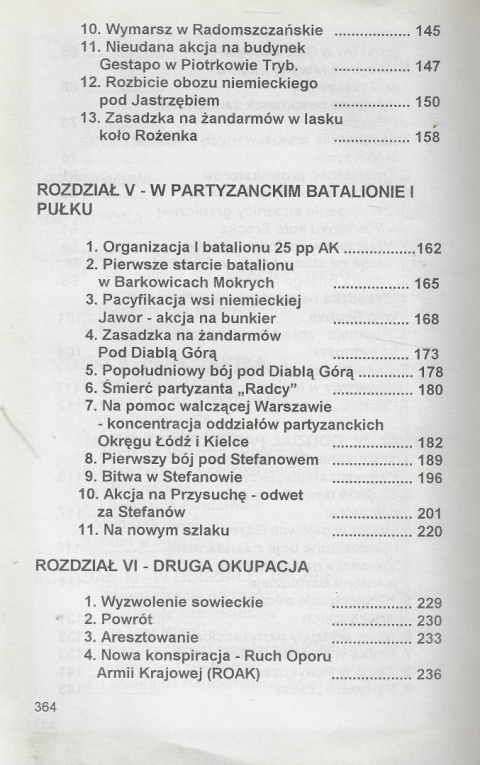 10. Wymarsz w Radomszczańskie ................ 145
11. Nieudana akcja na budynek
Gestapo w Piotrkowie Tryb. ................ 147
12. Rozbicie obozu niemieckiego
pod Jastrzębiem ................ 150
13. Zasadzka na żandarmów w lasku
koło Rożenka ................ 158
ROZDZIAŁ V - W PARTYZANCKIM BATALIONIE I
PUŁKU
1. Organizacja I batalionu 25 pp AK ..............162
2. Pierwsze starcie batalionu
w Barkowicach Mokrych ................ 165
3. Pacyfikacja wsi niemieckiej
Jawor - akcja na bunkier ................ 168
4. Zasadzka na żandarmów
Pod Diablą Górą ................ 173
5. Popołudniowy bój pod Diablą Górą ........... 178
6. Śmierć partyzanta „Radcy” ................ 180
7. Na pomoc walczącej Warszawie
- koncentracja oddziałów partyzanckich
Okręgu Łódź i Kielce ................ 182
8. Pierwszy bój pod Stefanowem ................ 189
9. Bitwa w Stefanowie ................ 196
10. Akcja na Przysuchę - odwet
za Stefanów ................ 201
11. Na nowym szlaku ................ 220
ROZDZIAŁ VI - DRUGA OKUPACJA
1. Wyzwolenie sowieckie ................ 229
2. Powrót ................ 230
3. Aresztowanie ................ 233
4. Nowa konspiracja - Ruch Oporu
Armii Krajowej (ROAK) ................ 236
364